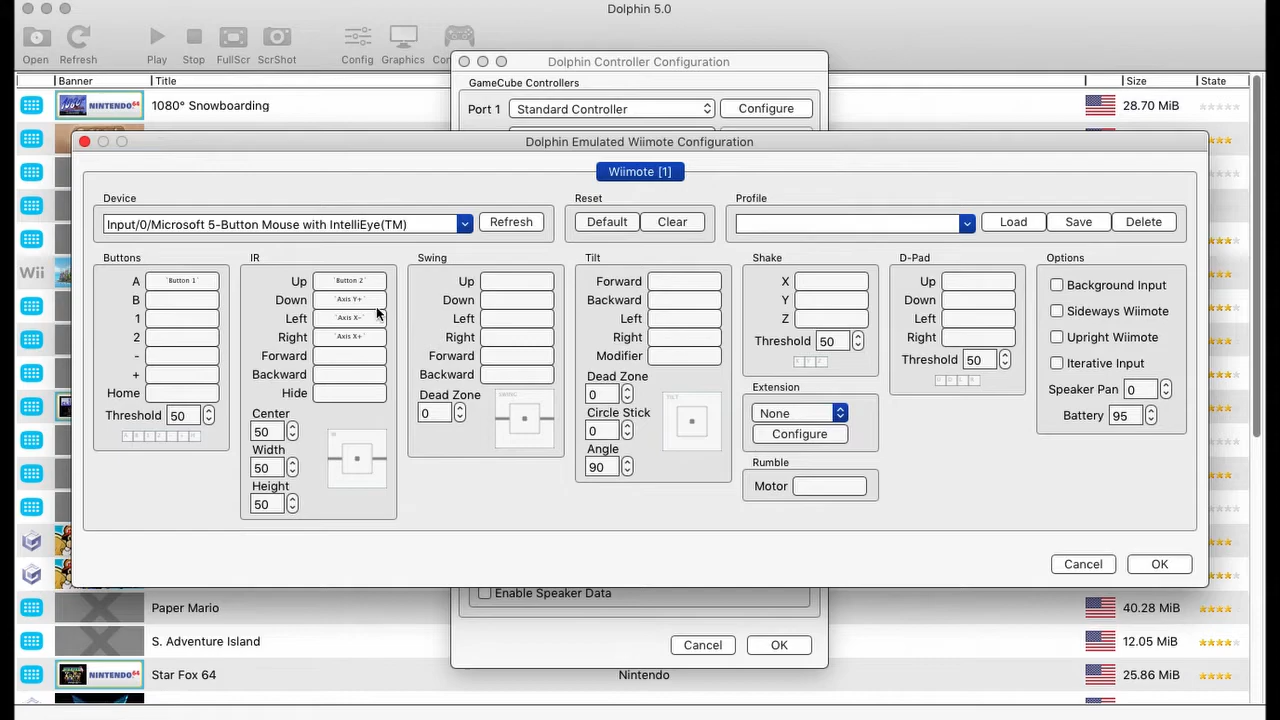 Dolphin 5.0
Open Refresh Play Stop FullScr ScrShot Config Graphics
Dolphin Controller Configuration
Banner Title Size State
GameCube Controllers
NINTENDO64 1080° Snowboarding 28.70 MiB
Port 1 Standard Controller Configure
Dolphin Emulated Wiimote Configuration
Wiimote [1]
Device Reset Profile
Input/0/Microsoft 5-Button Mouse with IntelliEye(TM) Refresh Default Clear Load Save Delete
Buttons IR Swing Tilt Shake D-Pad Options
A `Button 1` Up `Button 2` Up Forward X Up Background Input
B Down `Axis Y+` Down Backward Y Down
1 Left `Axis X-` Left Left Z Left Sideways Wiimote
2 Right `Axis X+` Right Right Threshold 50 Right Upright Wiimote
- Forward Forward Modifier X Y Z Threshold 50 Iterative Input
+ Backward Backward Dead Zone Extension U D L R Speaker Pan 0
Home Hide Dead Zone 0 None Battery 95
Threshold 50 Center 50 0 Circle Stick 0 Configure
Wii
A B 1 2 - + H Width 50 IR SWING TILT Angle 90 Rumble
Height 50 Motor
Cancel OK
Enable Speaker Data
Paper Mario 40.28 MiB
S. Adventure Island 12.05 MiB
Cancel OK
NINTENDO64 Star Fox 64 Nintendo 25.86 MiB